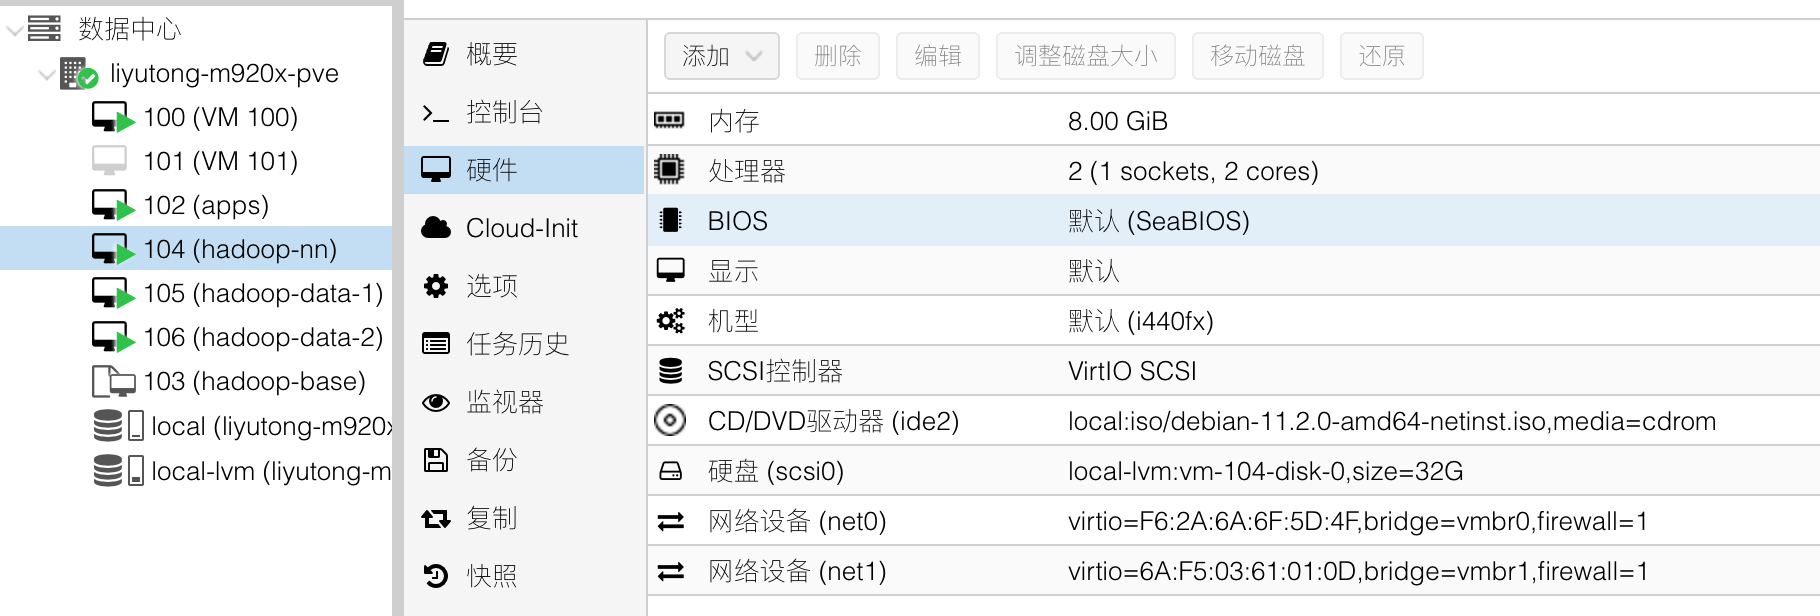 数据中心
liyutong-m920x-pve
100 (VM 100)
101 (VM 101)
102 (apps)
104 (hadoop-nn)
105 (hadoop-data-1)
106 (hadoop-data-2)
103 (hadoop-base)
local (liyutong-m920x
local-lvm (liyutong-m
概要
控制台
硬件
Cloud-Init
选项
任务历史
监视器
备份
复制
快照
添加 删除 编辑 调整磁盘大小 移动磁盘 还原
内存 8.00 GiB
处理器 2 (1 sockets, 2 cores)
BIOS 默认 (SeaBIOS)
显示 默认
机型 默认 (i440fx)
SCSI控制器 VirtIO SCSI
CD/DVD驱动器 (ide2) local:iso/debian-11.2.0-amd64-netinst.iso,media=cdrom
硬盘 (scsi0) local-lvm:vm-104-disk-0,size=32G
网络设备 (net0) virtio=F6:2A:6A:6F:5D:4F,bridge=vmbr0,firewall=1
网络设备 (net1) virtio=6A:F5:03:61:01:0D,bridge=vmbr1,firewall=1